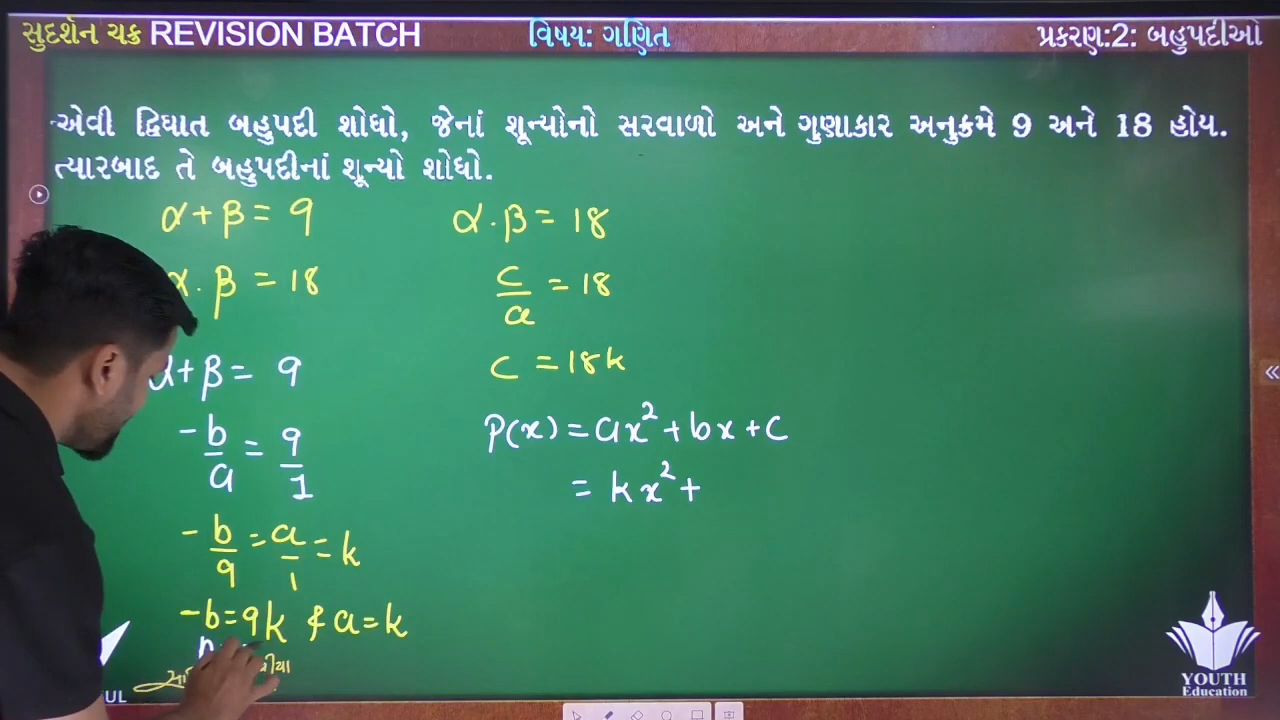 સુદર્શન ચક્ર REVISION BATCH
વિષય: ગણિત
પ્રકરણ:2: બહુપદીઓ
એવી દ્વિઘાત બહુપદી શોધો, જેનાં શૂન્યોનો સરવાળો અને ગુણાકાર અનુક્રમે 9 અને 18 હોય.
ત્યારબાદ તે બહુપદીનાં શૂન્યો શોધો.
α + β = 9
α . β = 18
α + β = 9
-b/a = 9/1
-b/9 = a/1 = k
-b = 9k & a = k
α . β = 18
c/a = 18
c = 18k
P(x) = ax² + bx + c
= kx² +
YOUTH
Education